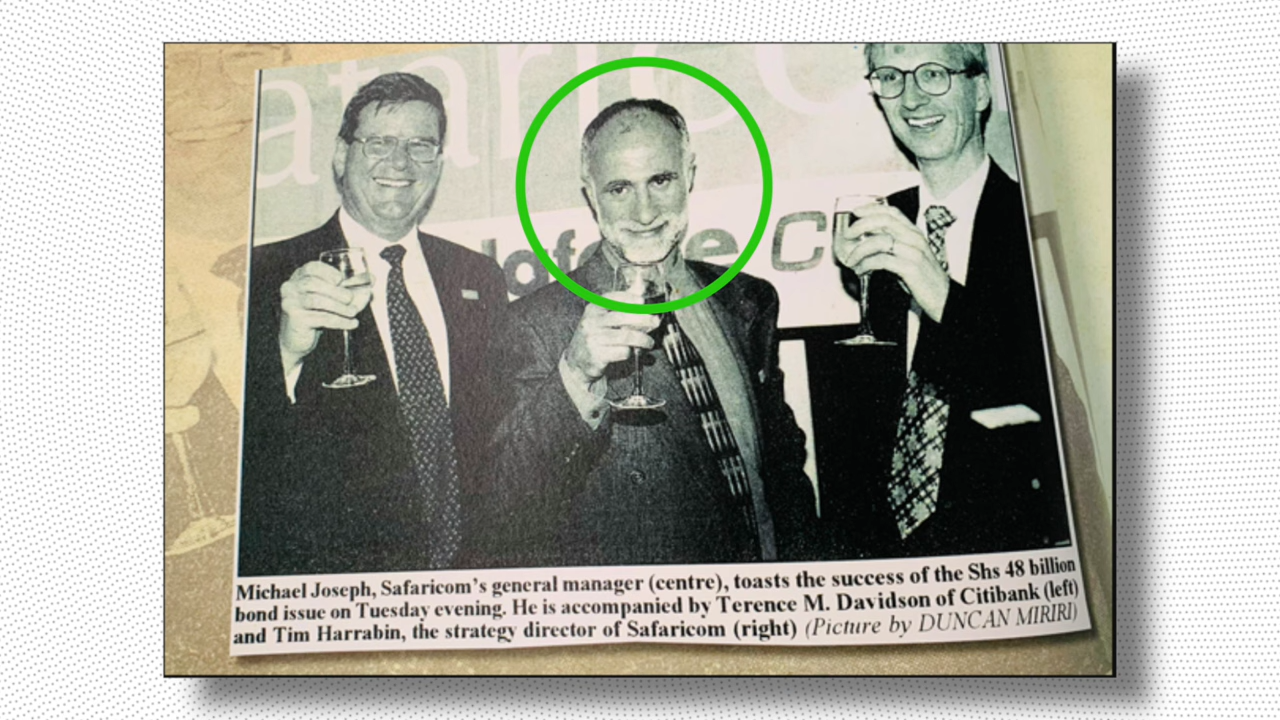 afaric
dafone C
Michael Joseph, Safaricom's general manager (centre), toasts the success of the Shs 48 billion
bond issue on Tuesday evening. He is accompanied by Terence M. Davidson of Citibank (left)
and Tim Harrabin, the strategy director of Safaricom (right) (Picture by DUNCAN MIRIRI)